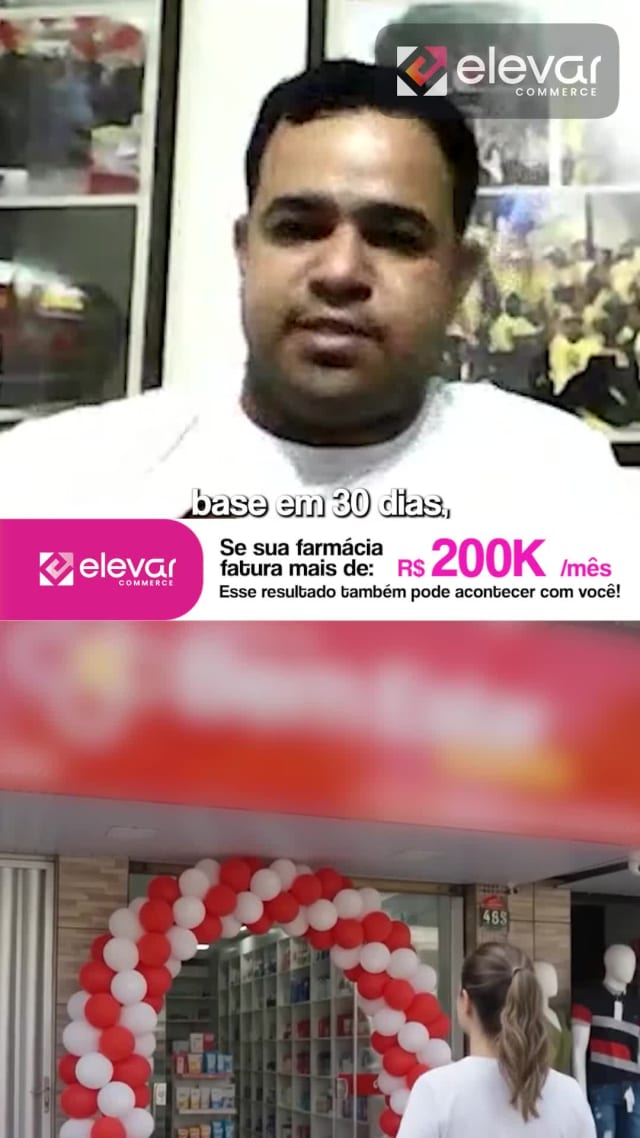 elevar
COMMERCE
base em 30 dias,
elevar
COMMERCE
Se sua farmácia
fatura mais de: R$ 200K /mês
Esse resultado também pode acontecer com você!
485